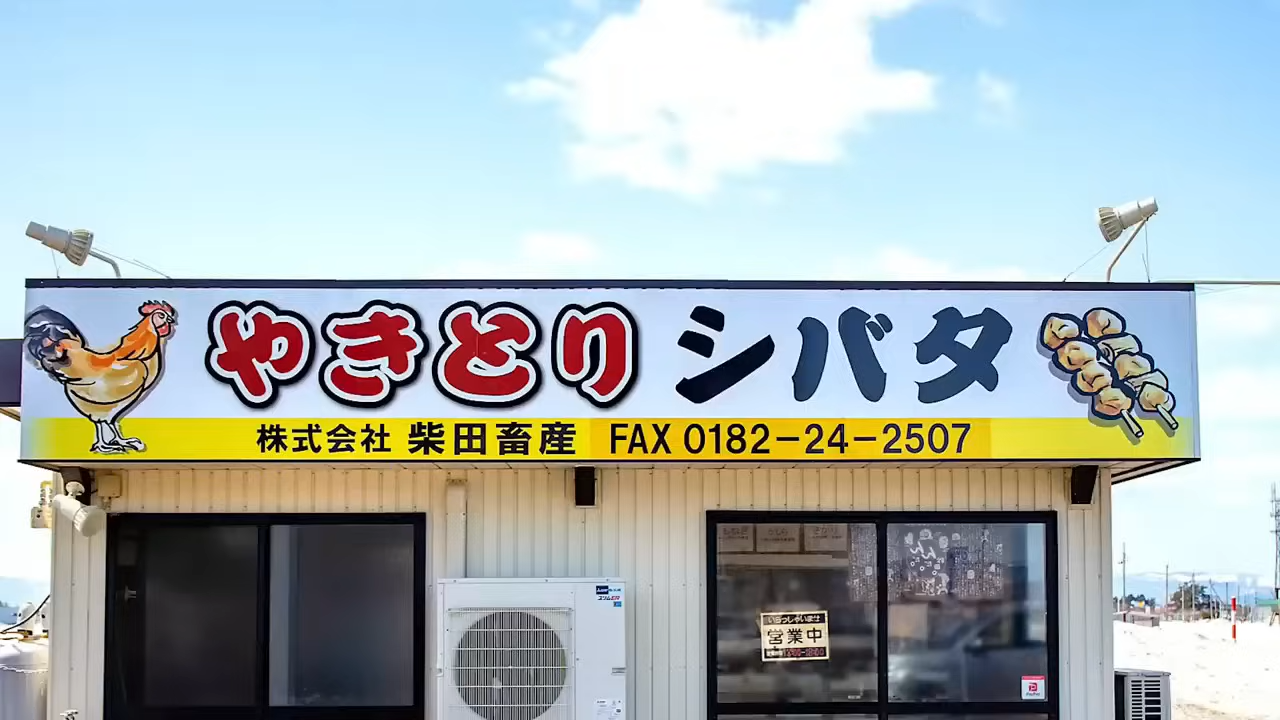 やきとり シバタ
株式会社 柴田畜産 FAX 0182-24-2507
いらっしゃいませ
営業中
PayPay